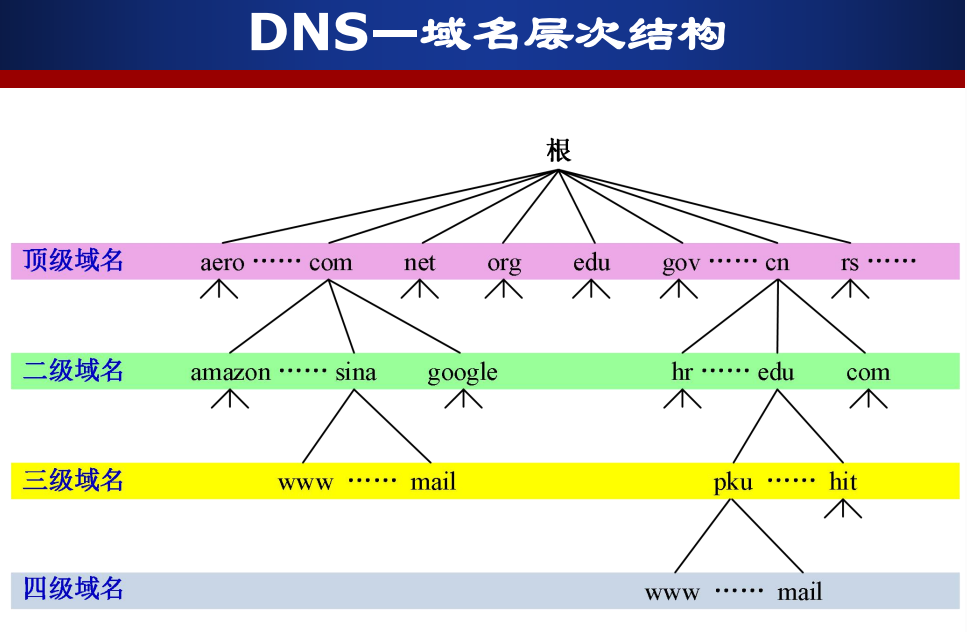 DNS—域名层次结构
根
顶级域名 aero …… com net org edu gov …… cn rs ……
二级域名 amazon …… sina google hr …… edu com
三级域名 www …… mail pku …… hit
四级域名 www …… mail